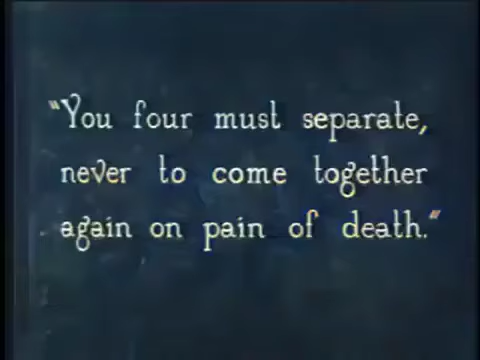 "You four must separate,
never to come together
again on pain of death."